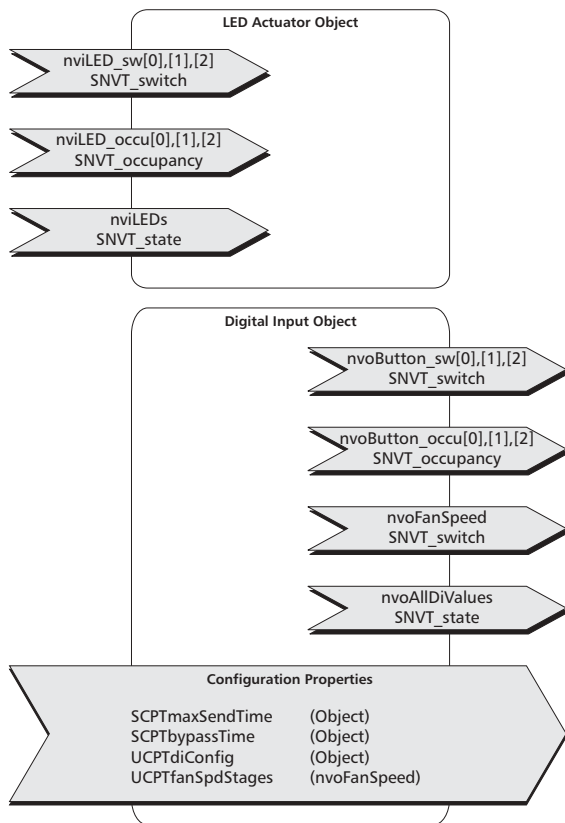 LED Actuator Object
nviLED_sw[0],[1],[2]
SNVT_switch
nviLED_occu[0],[1],[2]
SNVT_occupancy
nviLEDs
SNVT_state
Digital Input Object
nvoButton_sw[0],[1],[2]
SNVT_switch
nvoButton_occu[0],[1],[2]
SNVT_occupancy
nvoFanSpeed
SNVT_switch
nvoAllDiValues
SNVT_state
Configuration Properties
SCPTmaxSendTime (Object)
SCPTbypassTime (Object)
UCPTdiConfig (Object)
UCPTfanSpdStages (nvoFanSpeed)